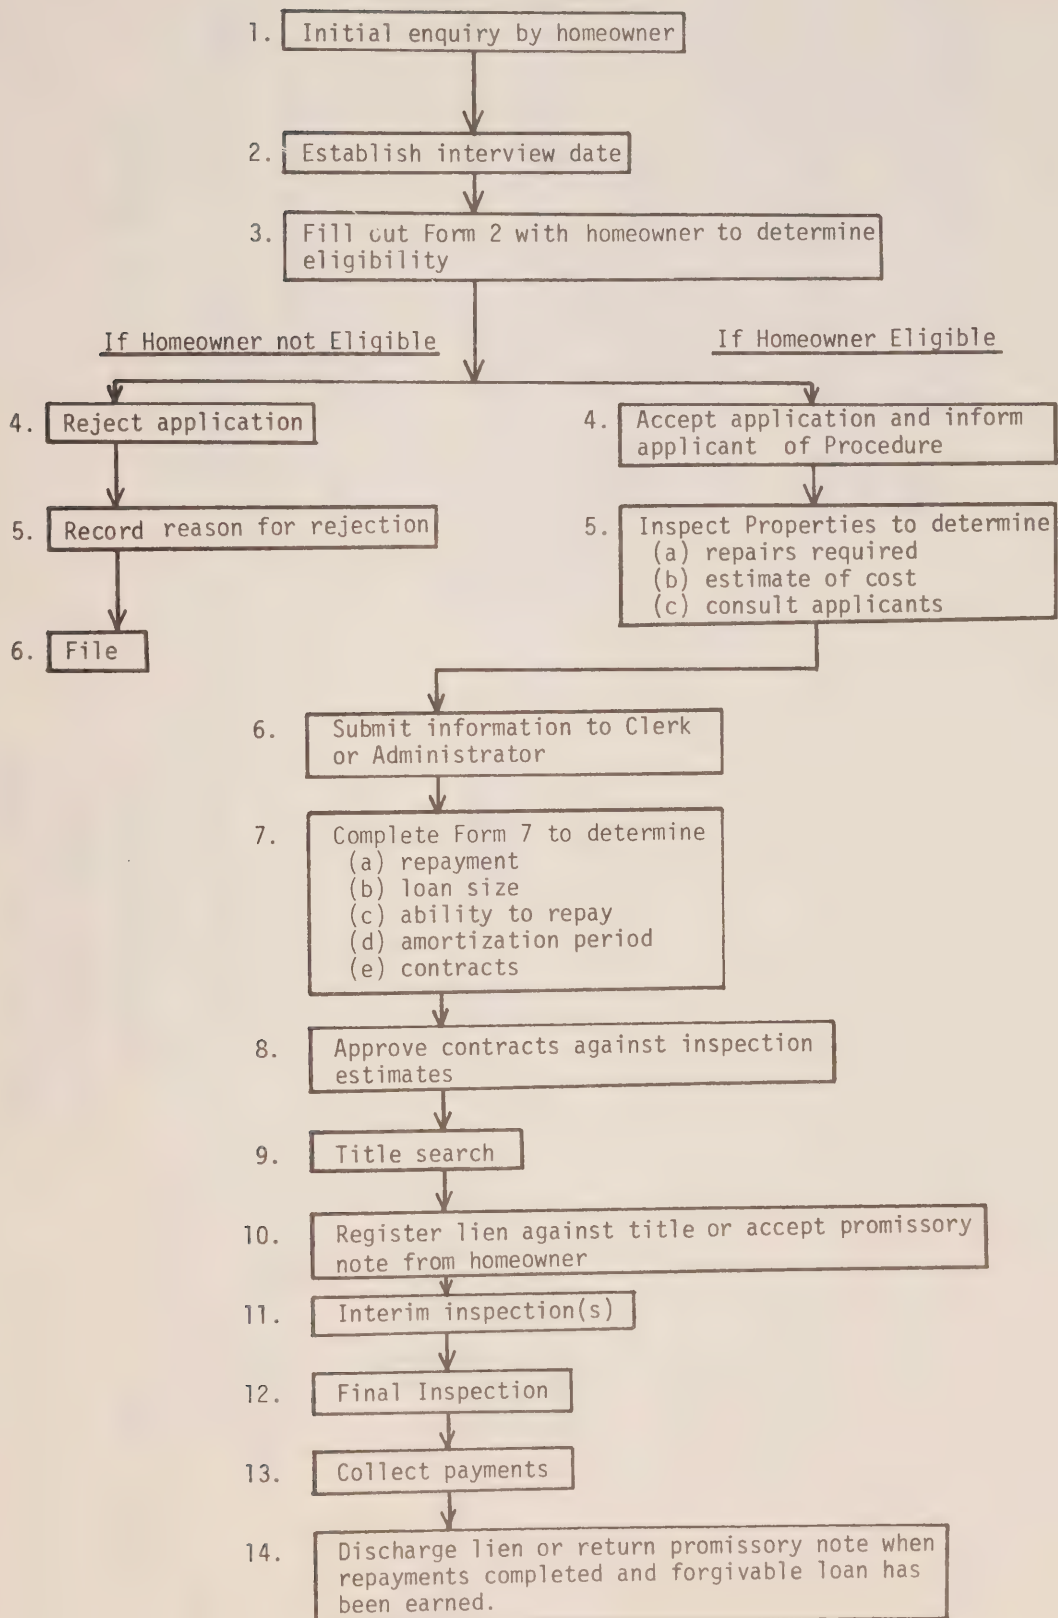 1. Initial enquiry by homeowner
2. Establish interview date
3. Fill out Form 2 with homeowner to determine
eligibility
If Homeowner not Eligible
4. Reject application
5. Record reason for rejection
6. File
If Homeowner Eligible
4. Accept application and inform
applicant of Procedure
5. Inspect Properties to determine
(a) repairs required
(b) estimate of cost
(c) consult applicants
6. Submit information to Clerk
or Administrator
7. Complete Form 7 to determine
(a) repayment
(b) loan size
(c) ability to repay
(d) amortization period
(e) contracts
8. Approve contracts against inspection
estimates
9. Title search
10. Register lien against title or accept promissory
note from homeowner
11. Interim inspection(s)
12. Final Inspection
13. Collect payments
14. Discharge lien or return promissory note when
repayments completed and forgivable loan has
been earned.